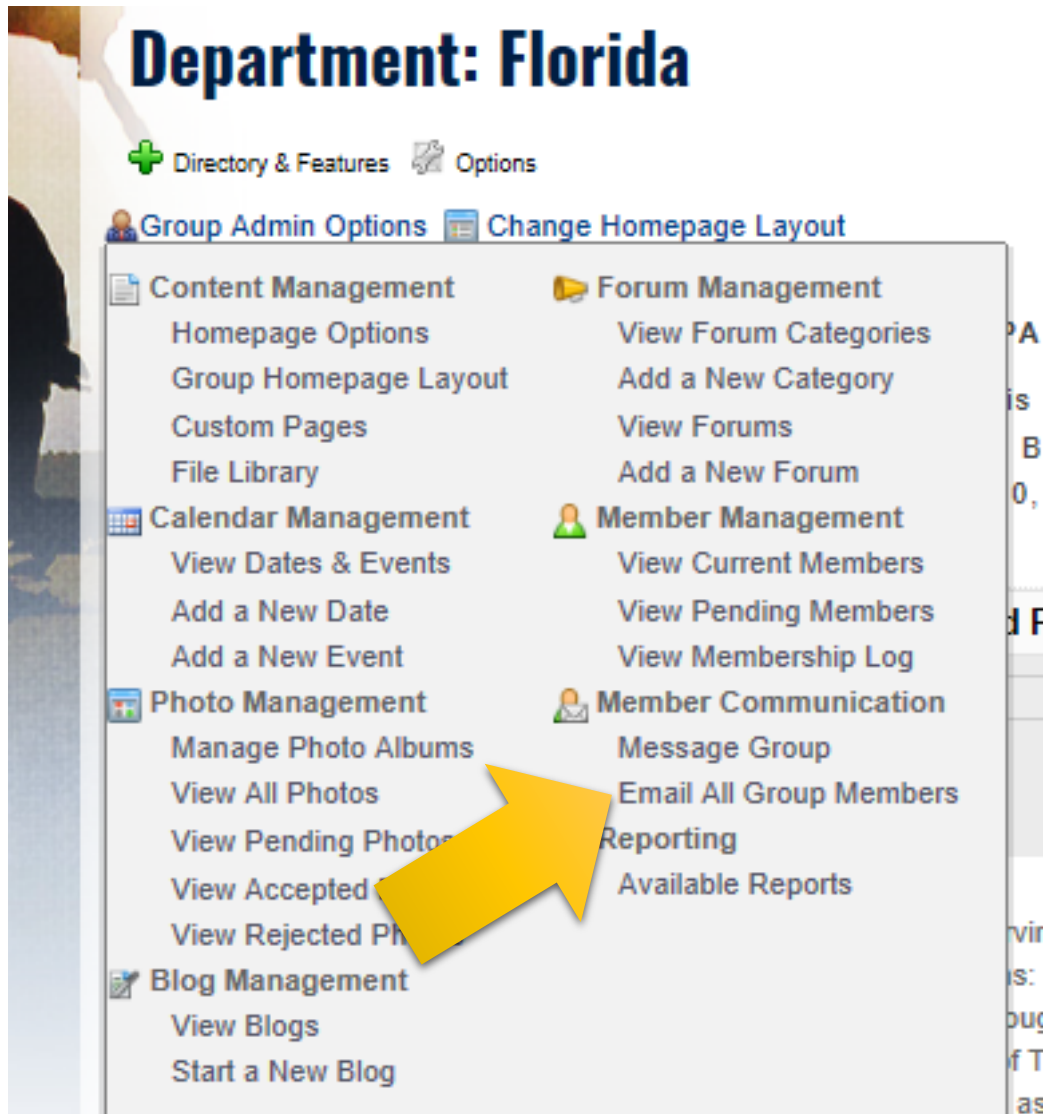 Department: Florida
Directory & Features Options
Group Admin Options Change Homepage Layout
Content Management
Homepage Options
Group Homepage Layout
Custom Pages
File Library
Calendar Management
View Dates & Events
Add a New Date
Add a New Event
Photo Management
Manage Photo Albums
View All Photos
View Pending Photos
View Accepted
View Rejected
Blog Management
View Blogs
Start a New Blog
Forum Management
View Forum Categories
Add a New Category
View Forums
Add a New Forum
Member Management
View Current Members
View Pending Members
View Membership Log
Member Communication
Message Group
Email All Group Members
Reporting
Available Reports
is
B
0,
as